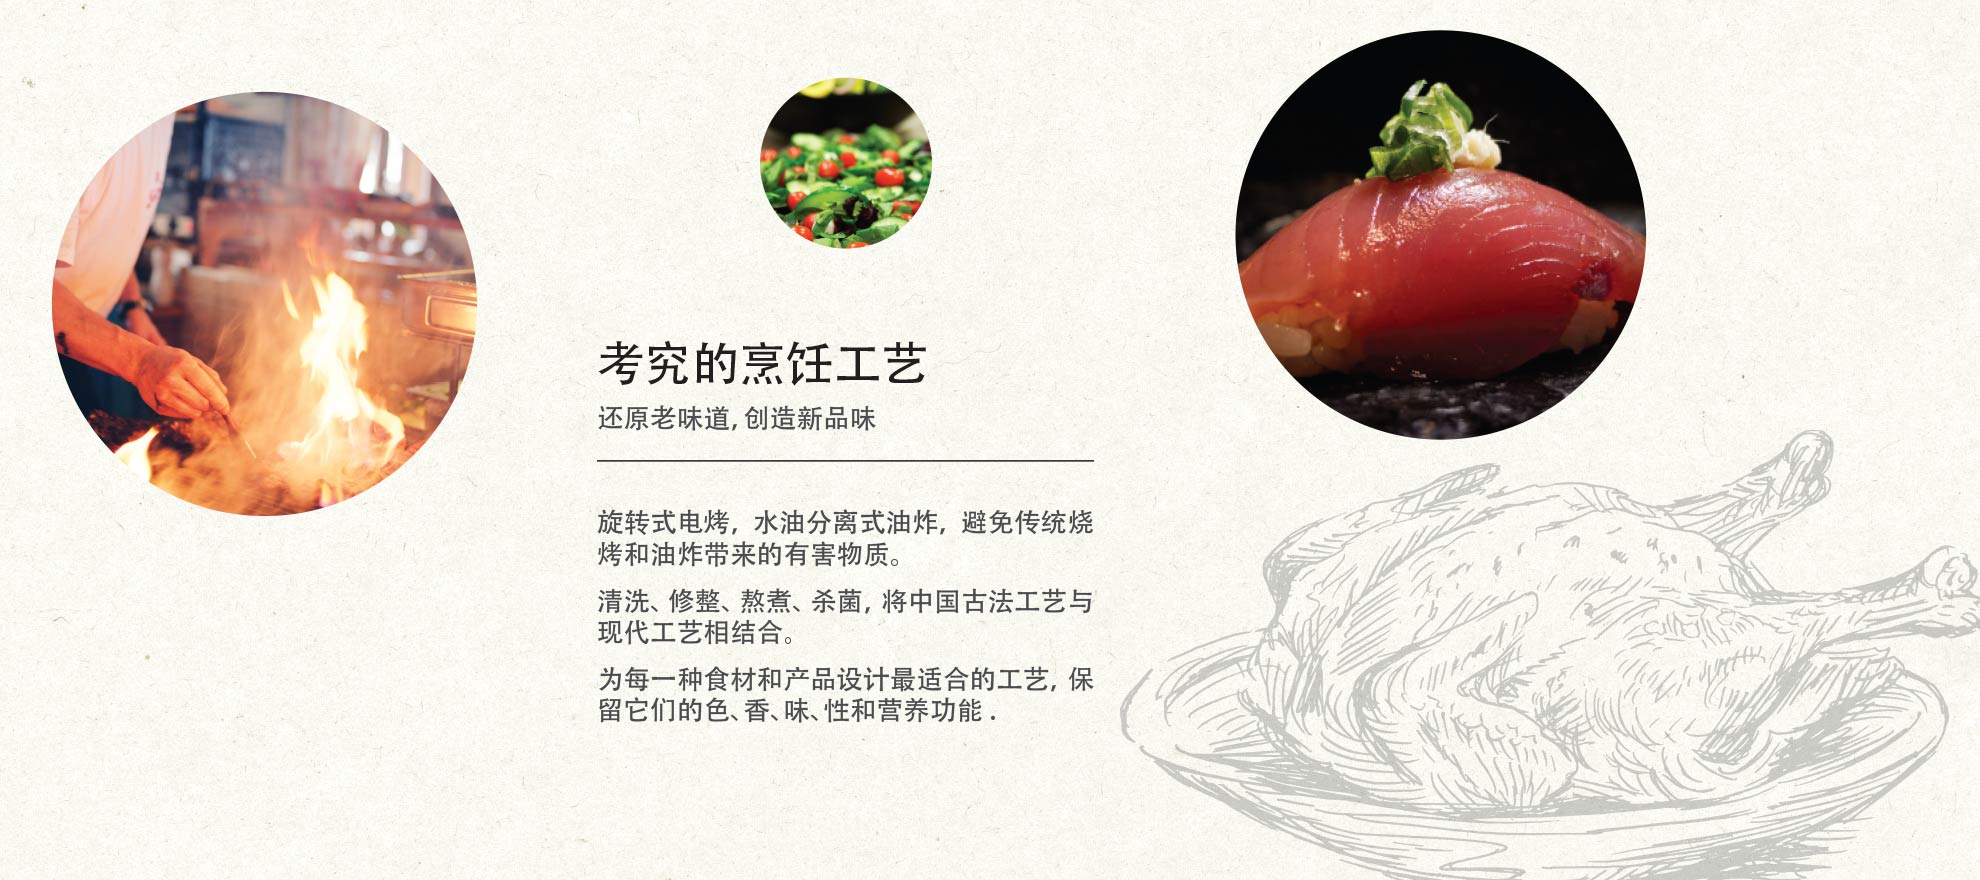 考究的烹饪工艺
还原老味道,创造新品味
旋转式电烤, 水油分离式油炸, 避免传统烧
烤和油炸带来的有害物质。
清洗、修整、熬煮、杀菌, 将中国古法工艺与
现代工艺相结合。
为每一种食材和产品设计最适合的工艺, 保
留它们的色、香、味、性和营养功能 .